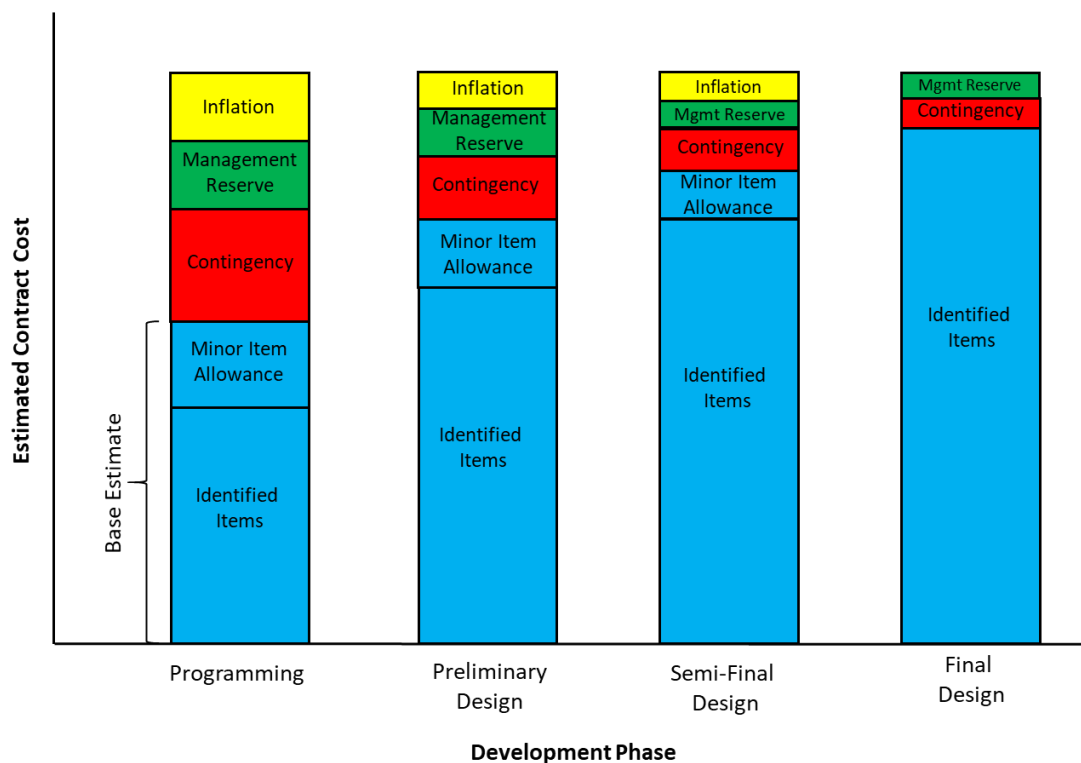 Estimated Contract Cost
Base Estimate
Inflation
Management
Reserve
Contingency
Minor Item
Allowance
Identified
Items
Programming
Inflation
Management
Reserve
Contingency
Minor Item
Allowance
Identified
Items
Preliminary
Design
Inflation
Mgmt Reserve
Contingency
Minor Item
Allowance
Identified
Items
Semi-Final
Design
Mgmt Reserve
Contingency
Identified
Items
Final
Design
Development Phase